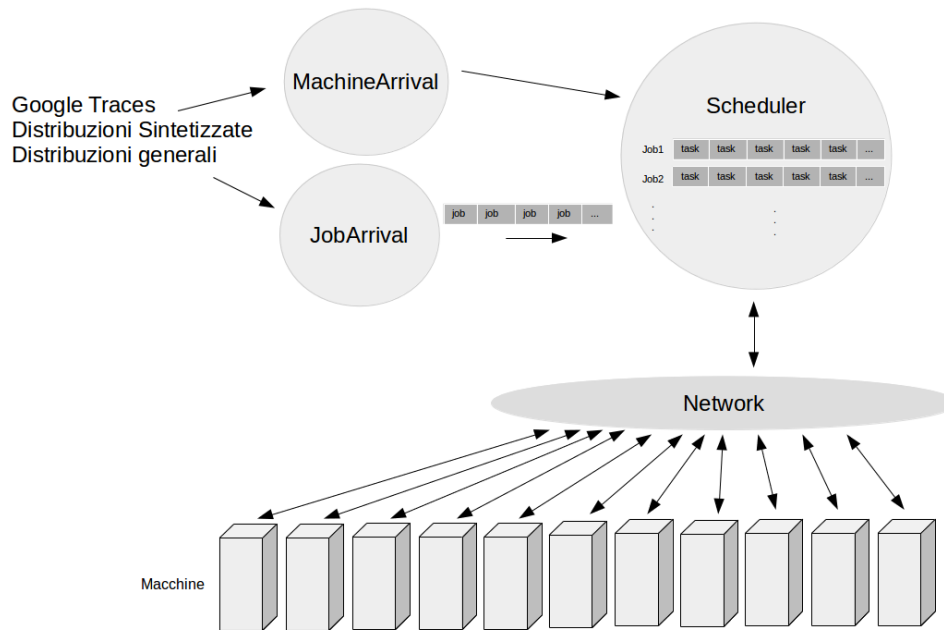 MachineArrival
Google Traces
Distribuzioni Sintetizzate
Distribuzioni generali
JobArrival
job job job job ...
Scheduler
Job1 task task task task task ...
Job2 task task task task task ...
Network
Macchine